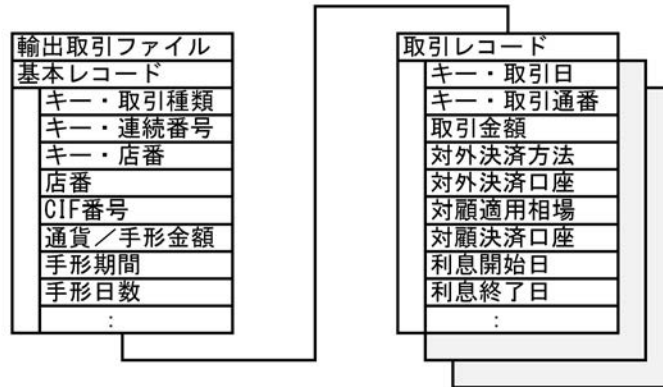 輸出取引ファイル
基本レコード
キー・取引種類
キー・連続番号
キー・店番
店番
CIF番号
通貨／手形金額
手形期間
手形日数
：
取引レコード
キー・取引日
キー・取引通番
取引金額
対外決済方法
対外決済口座
対顧適用相場
対顧決済口座
利息開始日
利息終了日
：